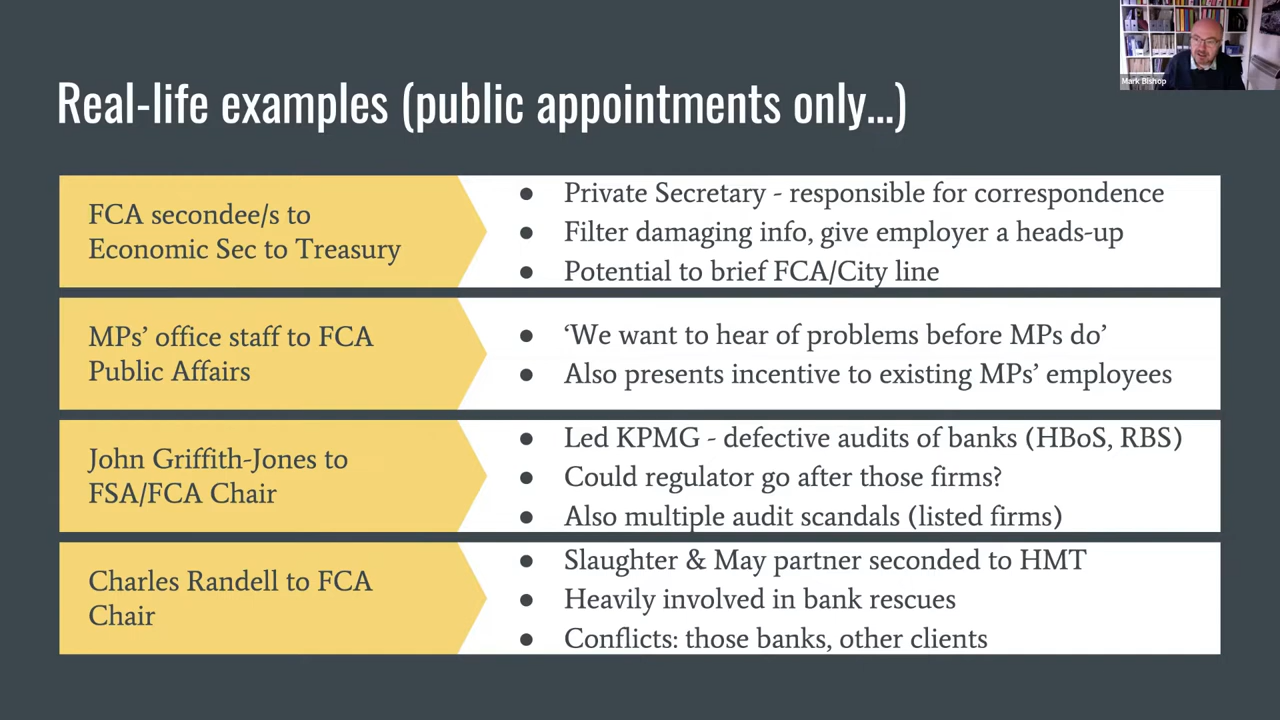 Mark Bishop
Real-life examples (public appointments only...)
FCA secondee/s to
Economic Sec to Treasury
● Private Secretary - responsible for correspondence
● Filter damaging info, give employer a heads-up
● Potential to brief FCA/City line
MPs’ office staff to FCA
Public Affairs
● ‘We want to hear of problems before MPs do’
● Also presents incentive to existing MPs’ employees
John Griffith-Jones to
FSA/FCA Chair
● Led KPMG - defective audits of banks (HBoS, RBS)
● Could regulator go after those firms?
● Also multiple audit scandals (listed firms)
Charles Randell to FCA
Chair
● Slaughter & May partner seconded to HMT
● Heavily involved in bank rescues
● Conflicts: those banks, other clients